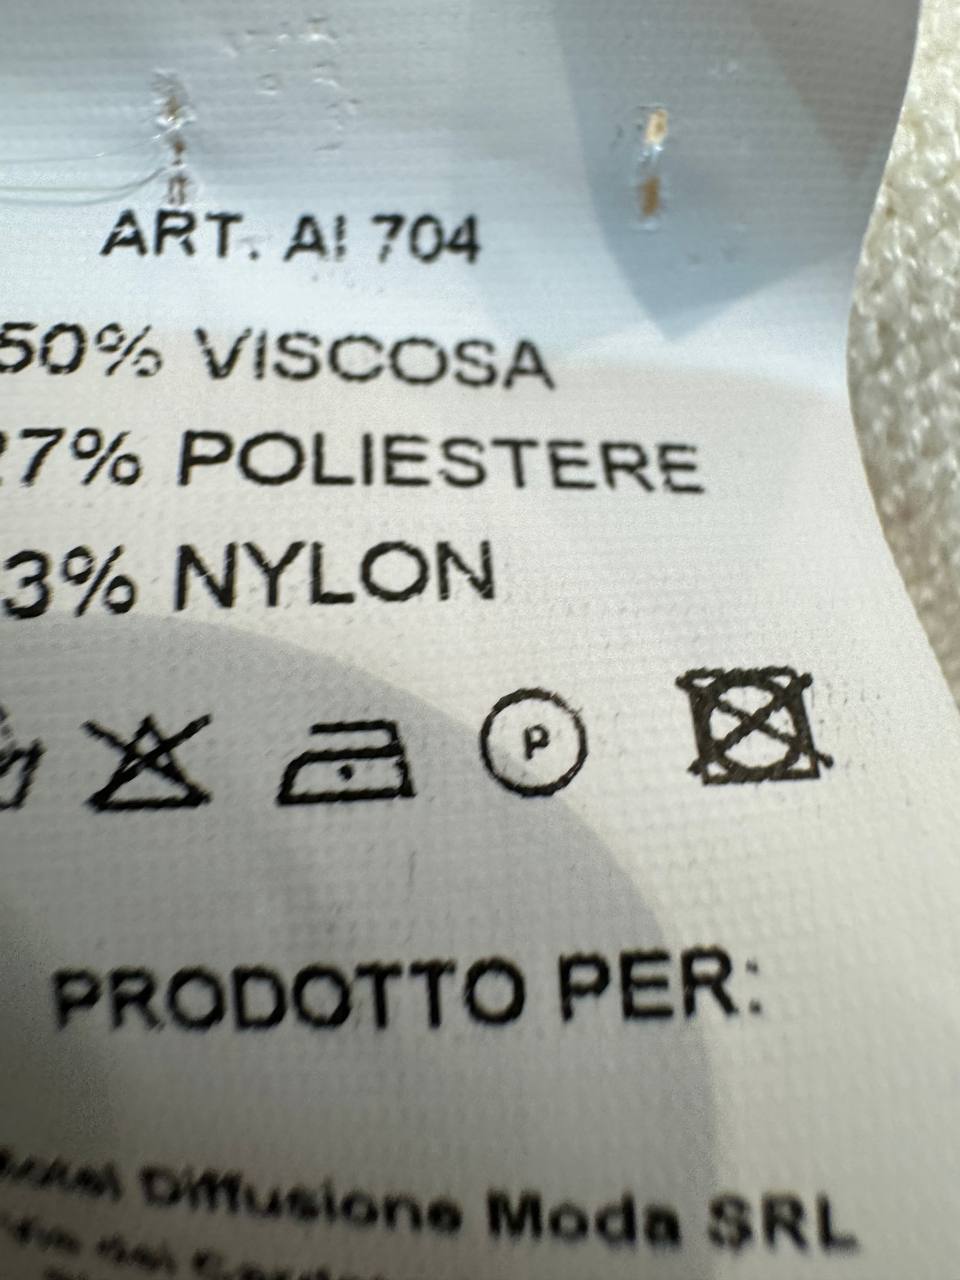 ART. AI 704
50% VISCOSA
27% POLIESTERE
3% NYLON
P
PRODOTTO PER:
Diffusione Moda SRL